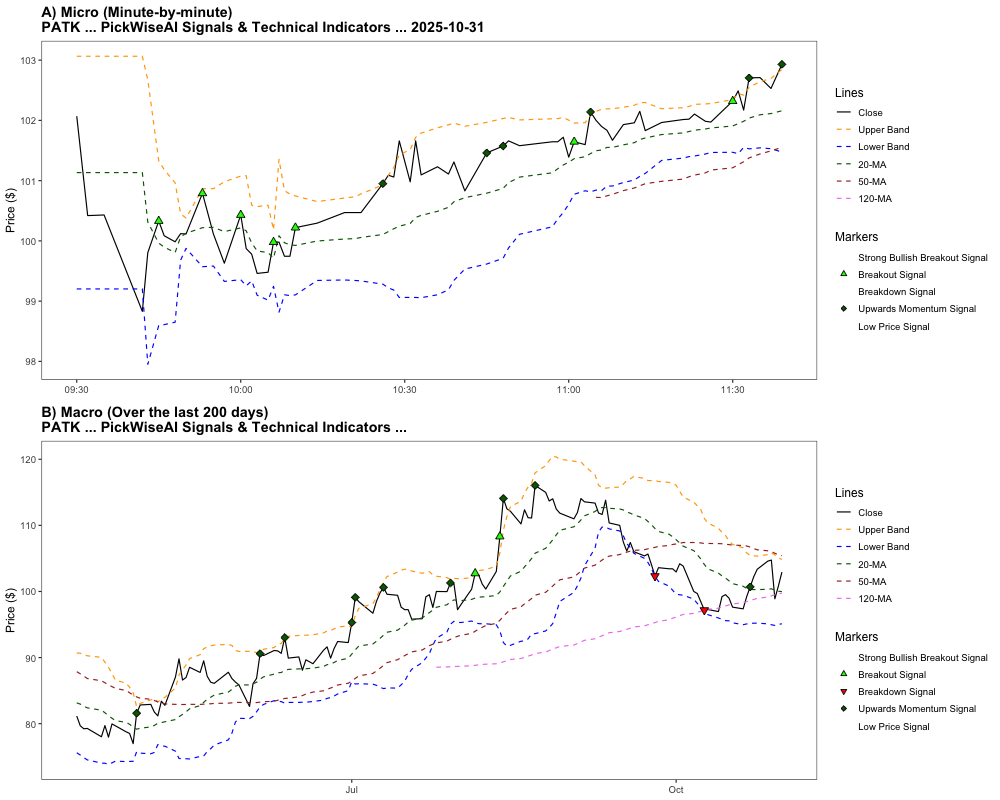 A) Micro (Minute-by-minute)
PATK ... PickWiseAI Signals & Technical Indicators ... 2025-10-31
Price ($)
103
102
101
100
99
98
09:30
10:00
10:30
11:00
11:30
Lines
Close
Upper Band
Lower Band
20-MA
50-MA
120-MA
Markers
Strong Bullish Breakout Signal
Breakout Signal
Breakdown Signal
Upwards Momentum Signal
Low Price Signal
B) Macro (Over the last 200 days)
PATK ... PickWiseAI Signals & Technical Indicators ...
Price ($)
120
110
100
90
80
Jul
Oct
Lines
Close
Upper Band
Lower Band
20-MA
50-MA
120-MA
Markers
Strong Bullish Breakout Signal
Breakout Signal
Breakdown Signal
Upwards Momentum Signal
Low Price Signal